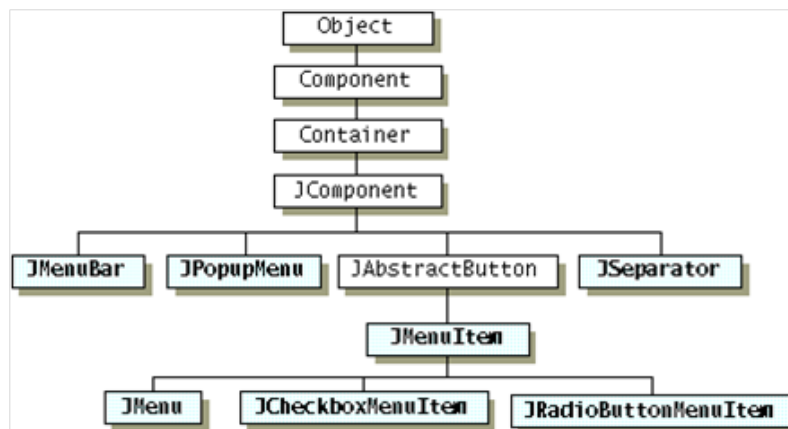 Object
Component
Container
JComponent
JMenuBar JPopupMenu JAbstractButton JSeparator
JMenuItem
JMenu JCheckboxMenuItem JRadioButtonMenuItem